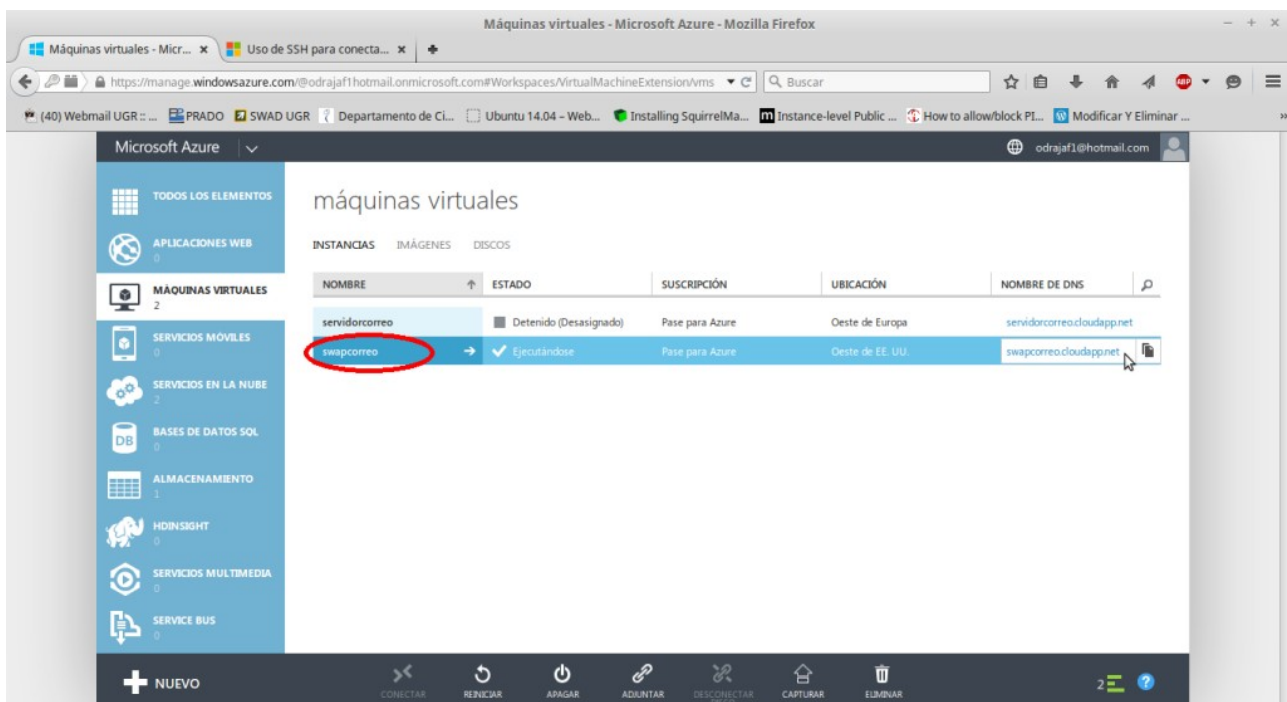 Máquinas virtuales - Microsoft Azure - Mozilla Firefox
Máquinas virtuales - Micr... Uso de SSH para conecta...
https://manage.windowsazure.com/@odrajaf1hotmail.onmicrosoft.com#Workspaces/VirtualMachineExtension/vms Buscar
ABP
(40) Webmail UGR :: ... PRADO SWAD UGR Departamento de Ci... Ubuntu 14.04 – Web... Installing SquirrelMa... m Instance-level Public ... How to allow/block PI... Modificar Y Eliminar ... »
Microsoft Azure odrajaf1@hotmail.com
TODOS LOS ELEMENTOS
APLICACIONES WEB
0
MÁQUINAS VIRTUALES
2
SERVICIOS MÓVILES
0
SERVICIOS EN LA NUBE
2
DB
BASES DE DATOS SQL
0
ALMACENAMIENTO
1
HDINSIGHT
0
SERVICIOS MULTIMEDIA
0
SERVICE BUS
0
máquinas virtuales
INSTANCIAS IMÁGENES DISCOS
NOMBRE ESTADO SUSCRIPCIÓN UBICACIÓN NOMBRE DE DNS
servidorcorreo Detenido (Desasignado) Pase para Azure Oeste de Europa servidorcorreo.cloudapp.net
swapcorreo Ejecutándose Pase para Azure Oeste de EE. UU. swapcorreo.cloudapp.net
NUEVO CONECTAR REINICIAR APAGAR ADJUNTAR DESCONECTAR CAPTURAR ELIMINAR 2 ?